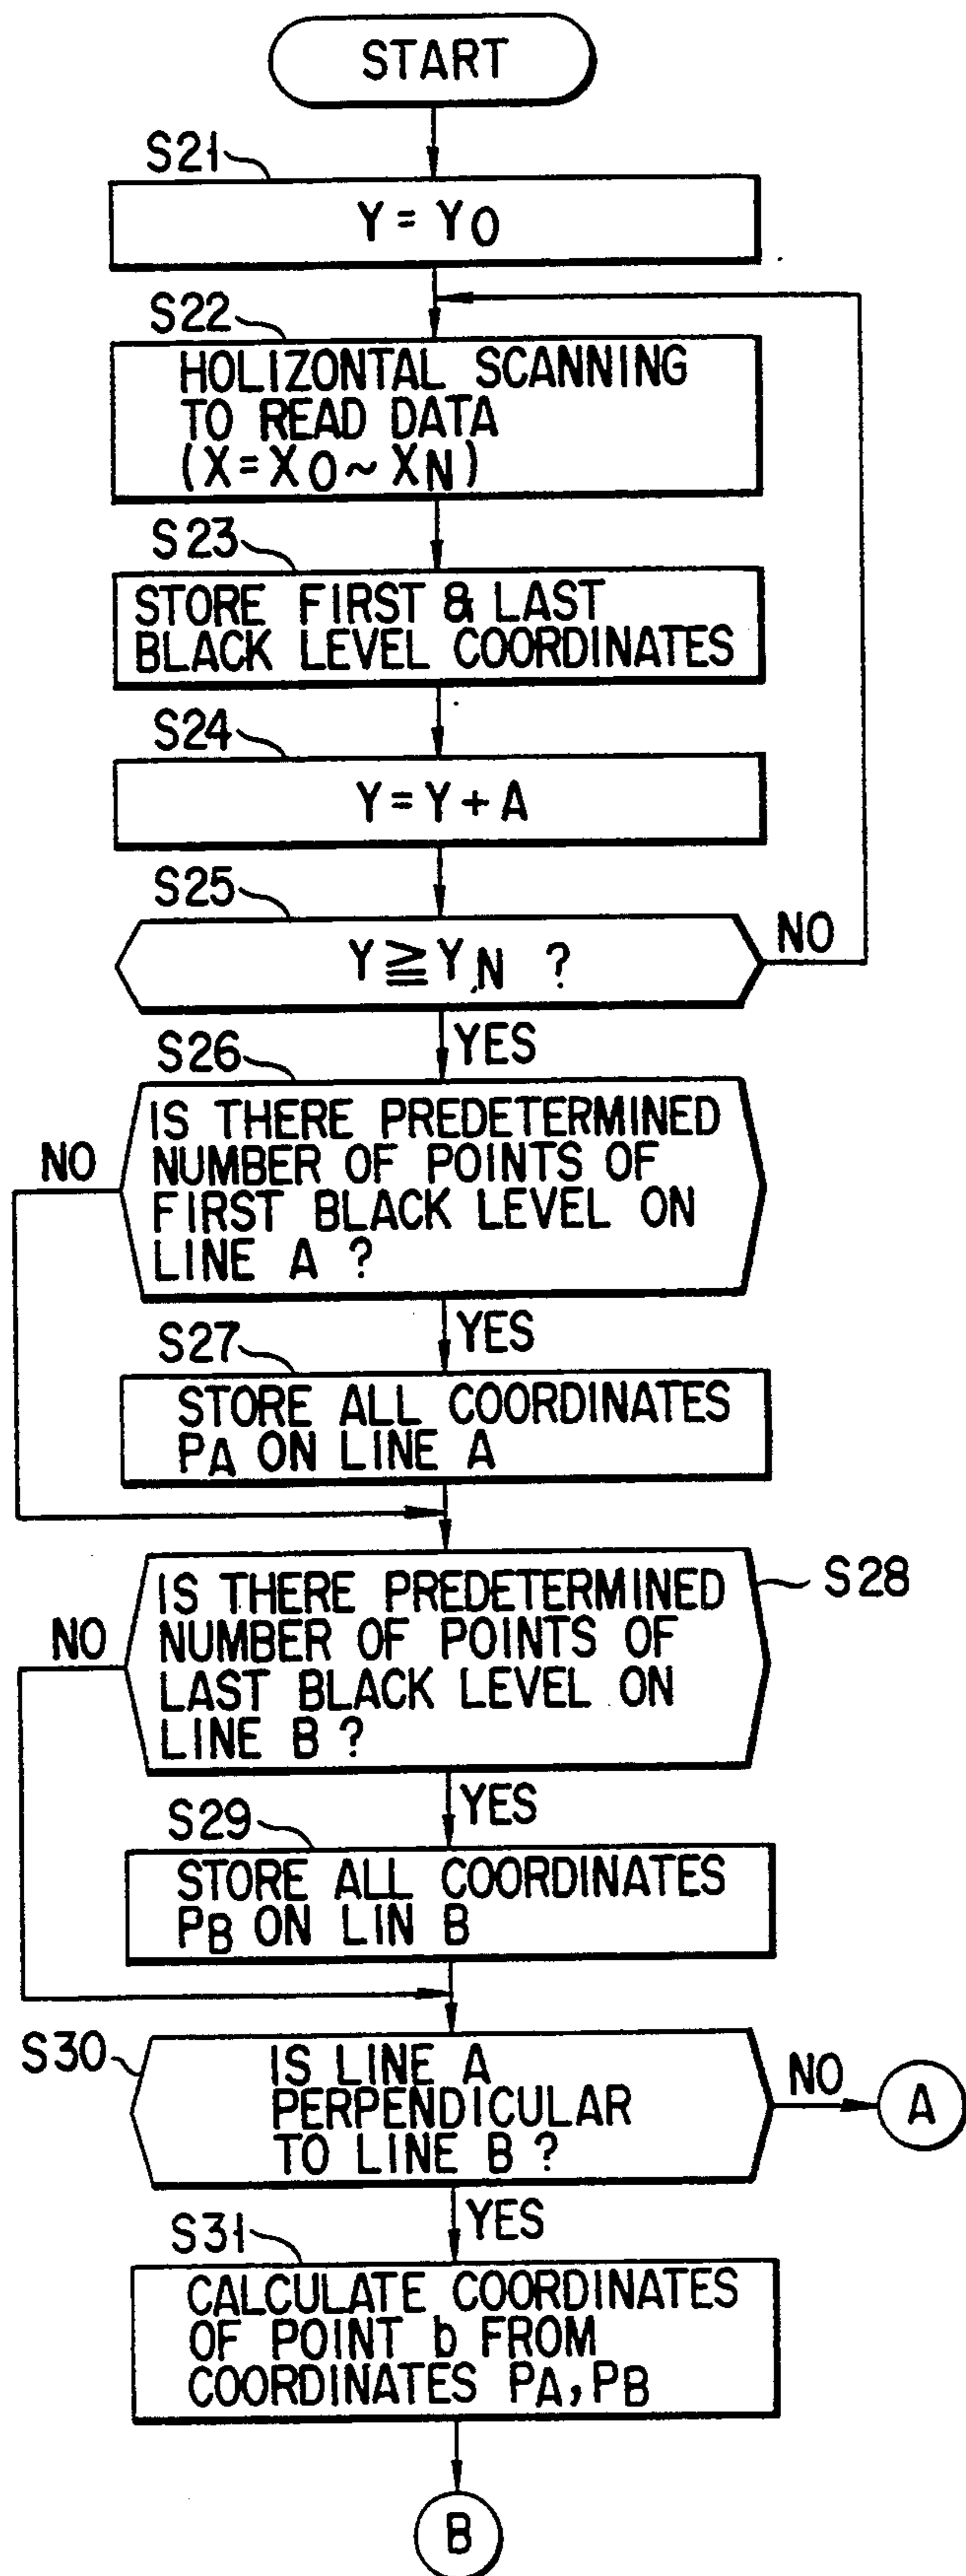 START
S21
Y = Y0
S22
HOLIZONTAL SCANNING
TO READ DATA
(X = X0 ~ XN)
S23
STORE FIRST & LAST
BLACK LEVEL COORDINATES
S24
Y = Y + A
S25
Y ≧ YN ?
NO
YES
S26
IS THERE PREDETERMINED
NUMBER OF POINTS OF
FIRST BLACK LEVEL ON
LINE A ?
NO
YES
S27
STORE ALL COORDINATES
PA ON LINE A
S28
IS THERE PREDETERMINED
NUMBER OF POINTS OF
LAST BLACK LEVEL ON
LINE B ?
NO
YES
S29
STORE ALL COORDINATES
PB ON LIN B
S30
IS LINE A
PERPENDICULAR
TO LINE B ?
NO
A
YES
S31
CALCULATE COORDINATES
OF POINT b FROM
COORDINATES PA, PB
B